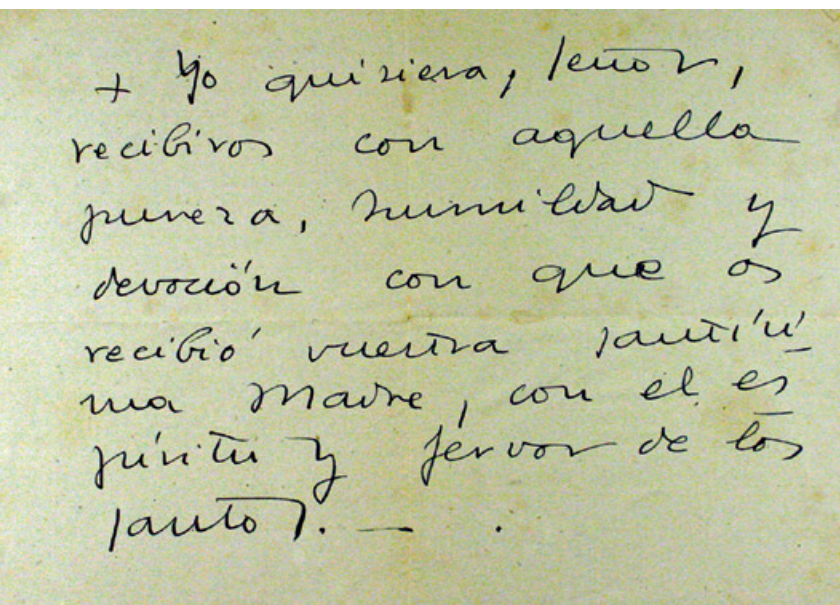 + Yo quisiera, Señor,
recibiros con aquella
pureza, humildad y
devoción con que os
recibió vuestra santísi
ma Madre, con el es
píritu y fervor de los
santos. — .